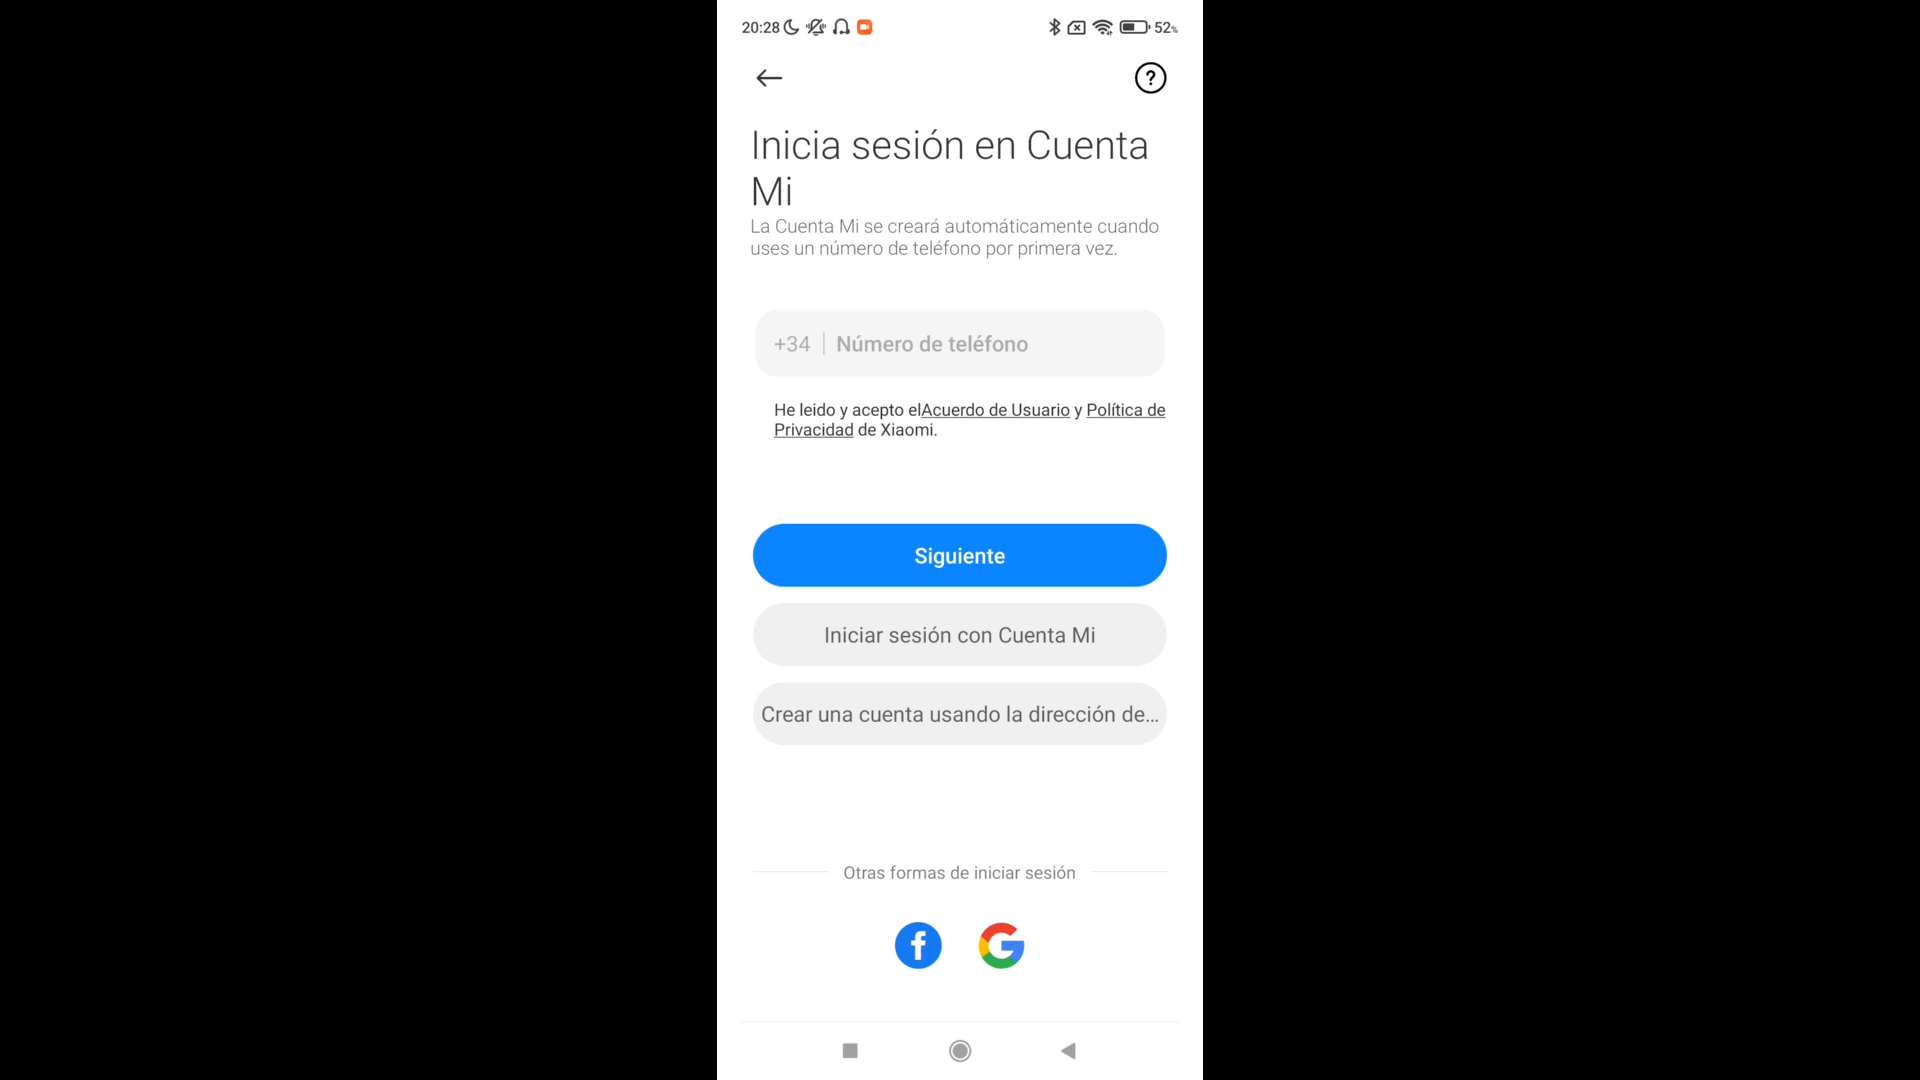 20:28 52%
?
Inicia sesión en Cuenta
Mi
La Cuenta Mi se creará automáticamente cuando
uses un número de teléfono por primera vez.
+34 Número de teléfono
He leido y acepto elAcuerdo de Usuario y Política de
Privacidad de Xiaomi.
Siguiente
Iniciar sesión con Cuenta Mi
Crear una cuenta usando la dirección de...
Otras formas de iniciar sesión